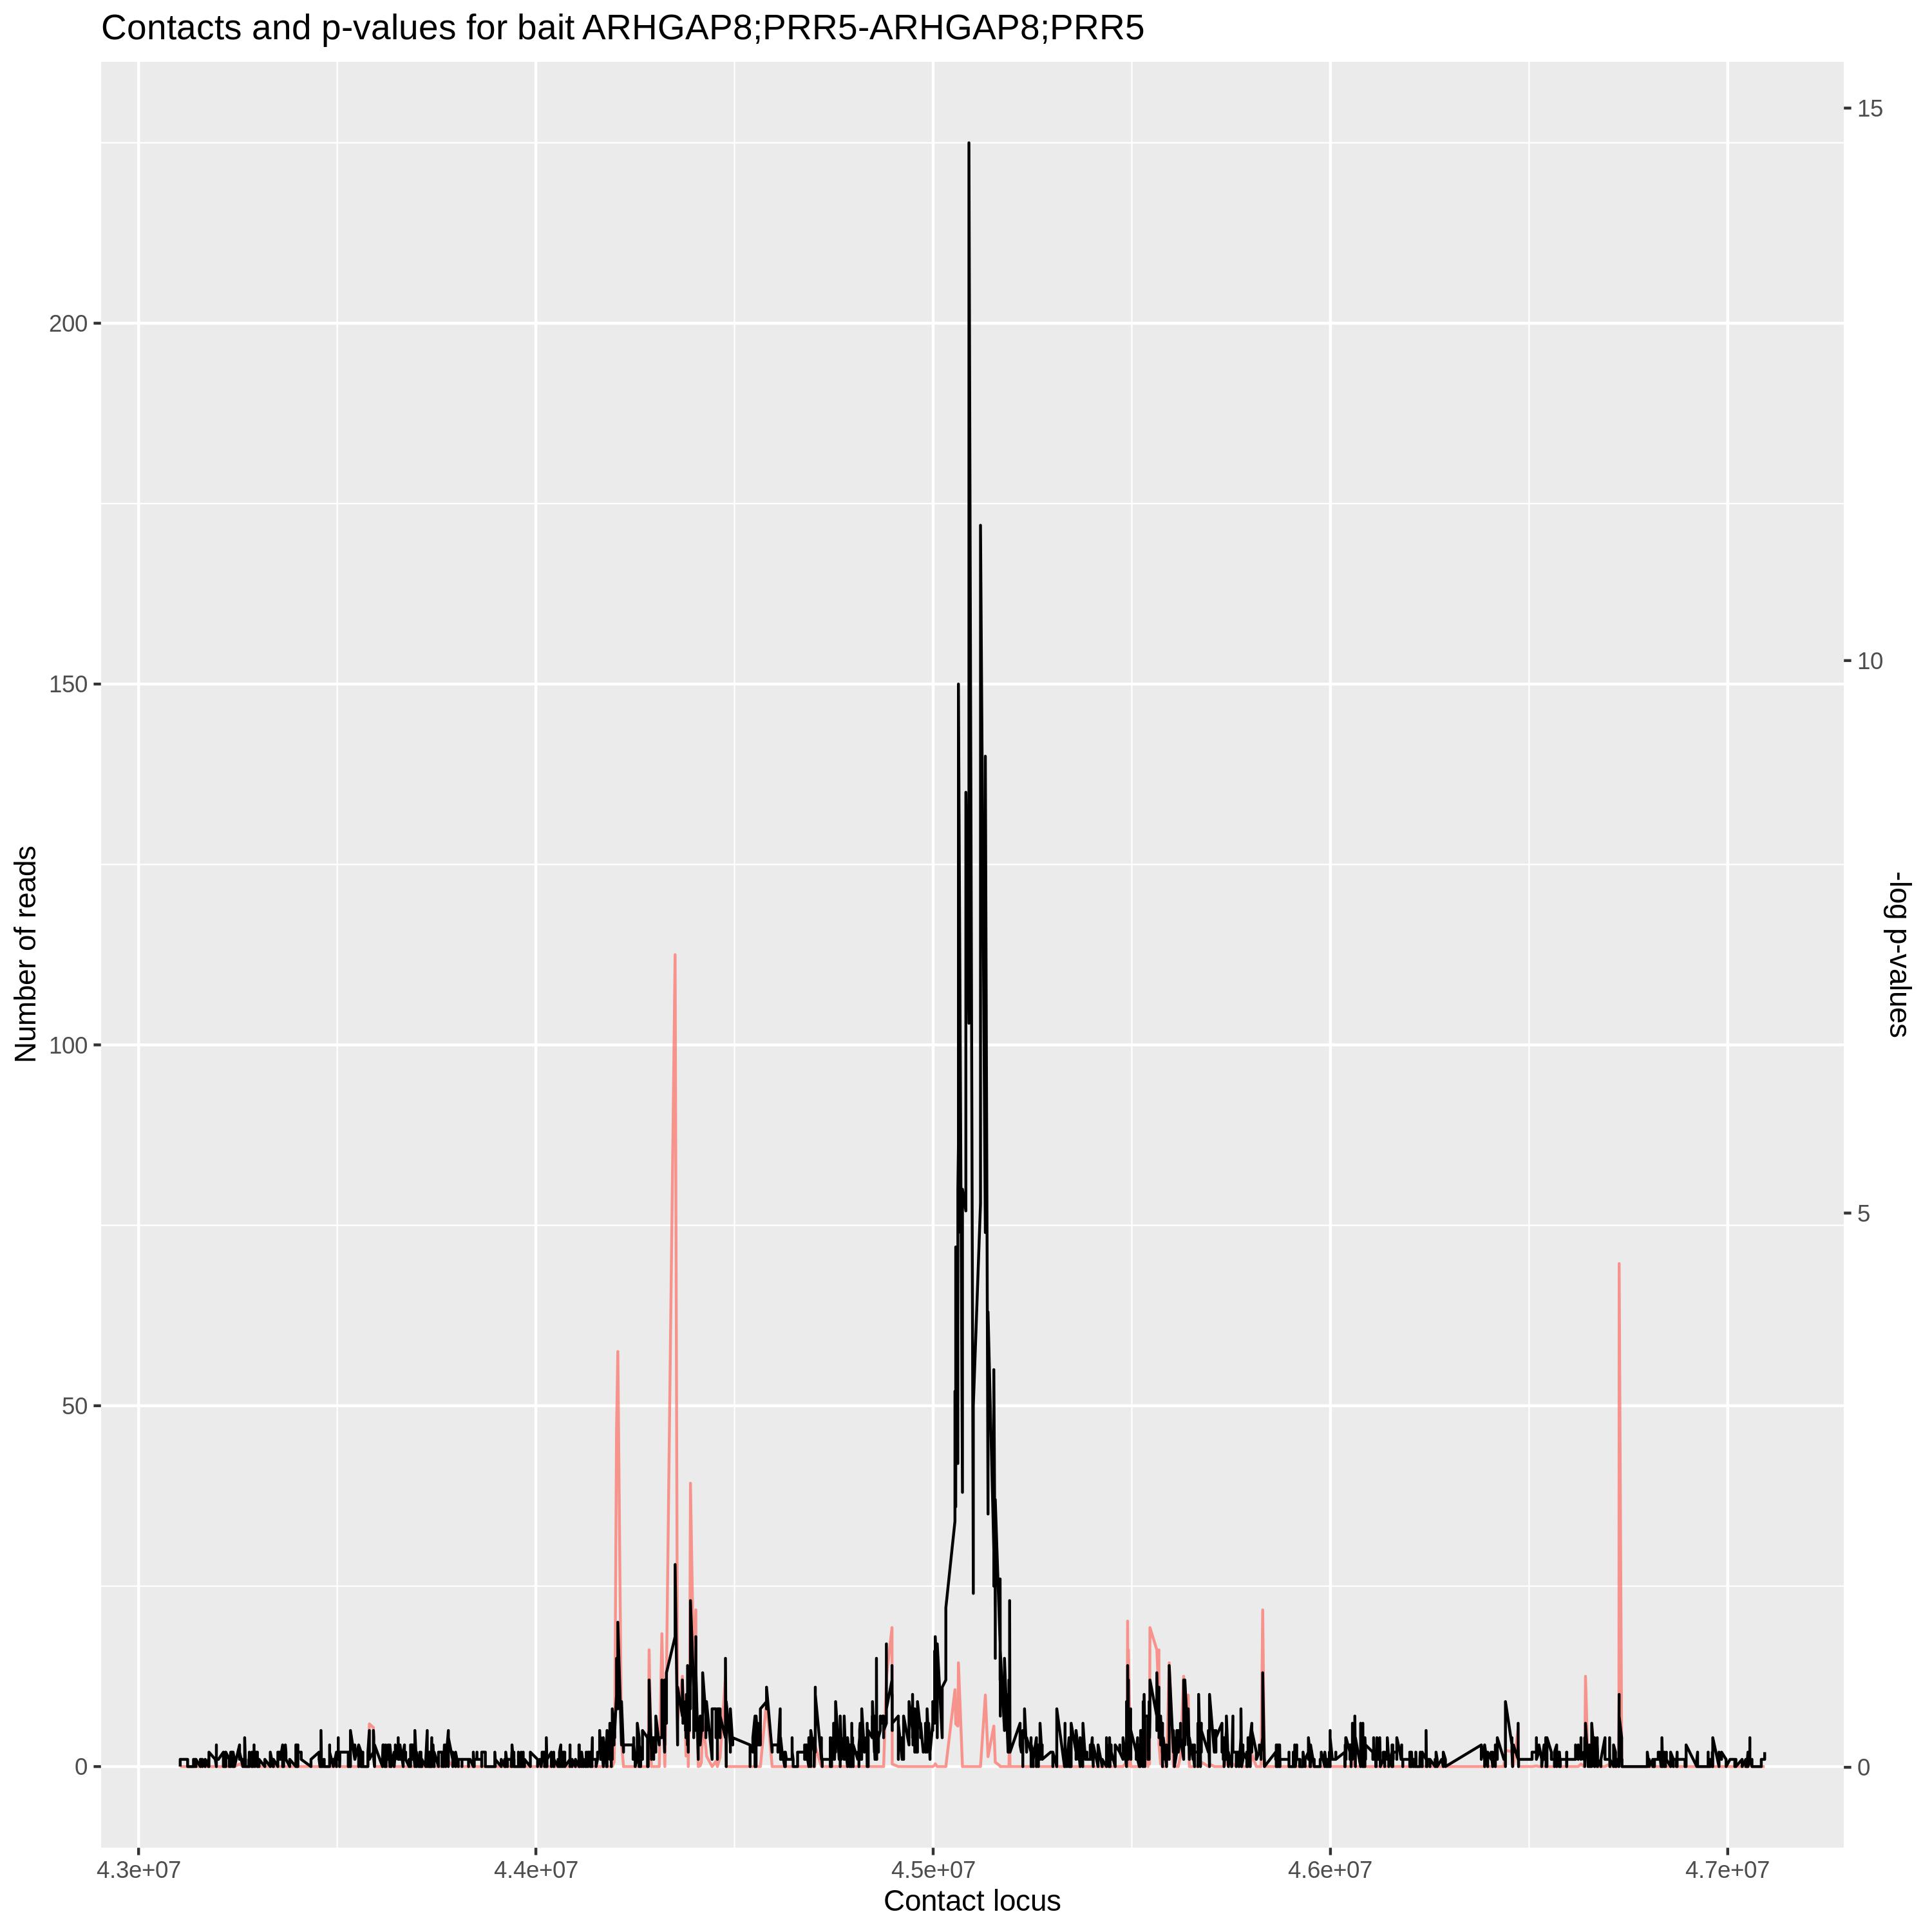 Contacts and p-values for bait ARHGAP8;PRR5-ARHGAP8;PRR5
Number of reads
200
150
100
50
0
15
10
5
0
-log p-values
4.3e+07
4.4e+07
4.5e+07
4.6e+07
4.7e+07
Contact locus